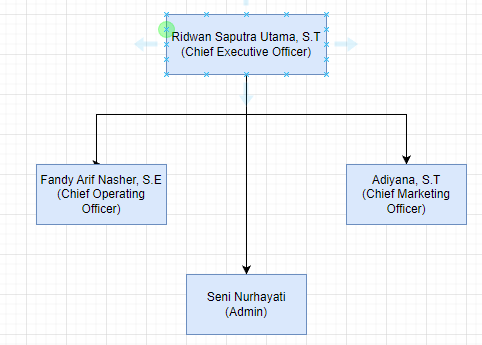 Ridwan Saputra Utama, S.T
(Chief Executive Officer)
Fandy Arif Nasher, S.E
(Chief Operating
Officer)
Adiyana, S.T
(Chief Marketing
Officer)
Seni Nurhayati
(Admin)